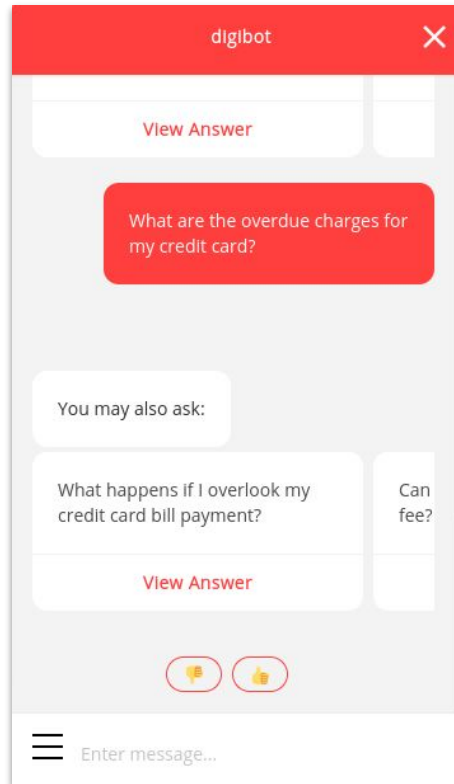 digibot
View Answer
What are the overdue charges for
my credit card?
You may also ask:
What happens if I overlook my
credit card bill payment?
Can
fee?
View Answer
Enter message...